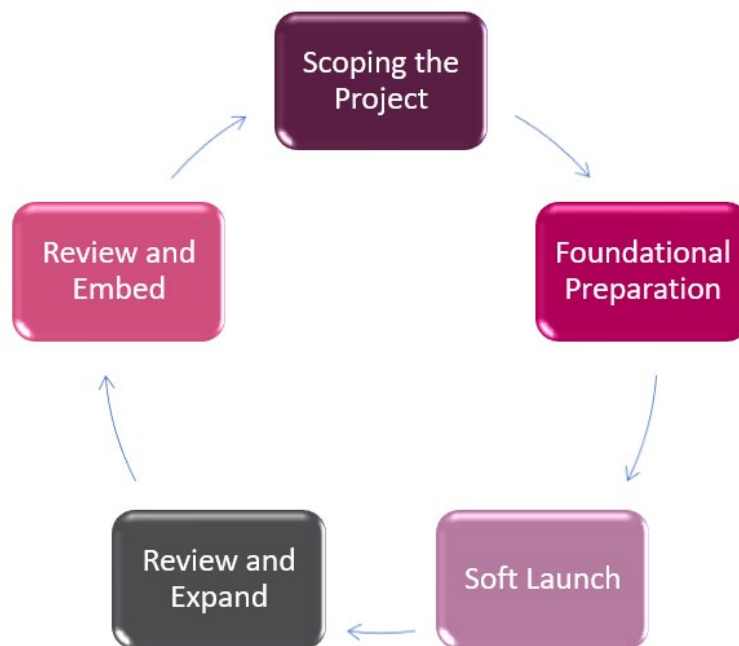 Scoping the
Project
Foundational
Preparation
Soft Launch
Review and
Expand
Review and
Embed